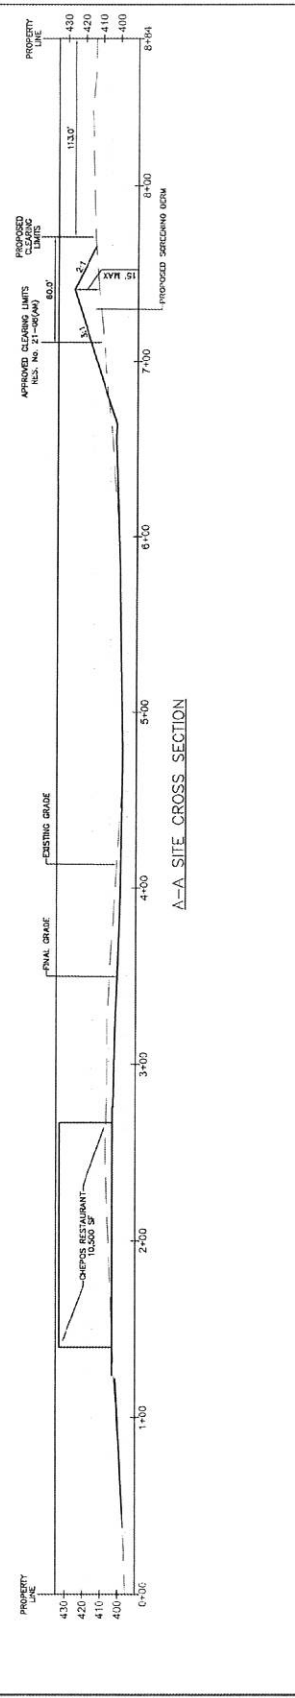 PROPERTY
LINE
430
420
410
400
0+00
1+00
2+00
3+00
4+00
5+00
6+00
7+00
8+00
8+84
CHEPOS RESTAURANT
10,500 SF
FINAL GRADE
EXISTING GRADE
A-A SITE CROSS SECTION
APPROVED CLEARING LIMITS
RES. No. 21-08(AM)
60.0'
3:1
2:1
15' MAX
PROPOSED SCREENING BERM
PROPOSED
CLEARING
LIMITS
113.0'
PROPERTY
LINE
430
420
410
400